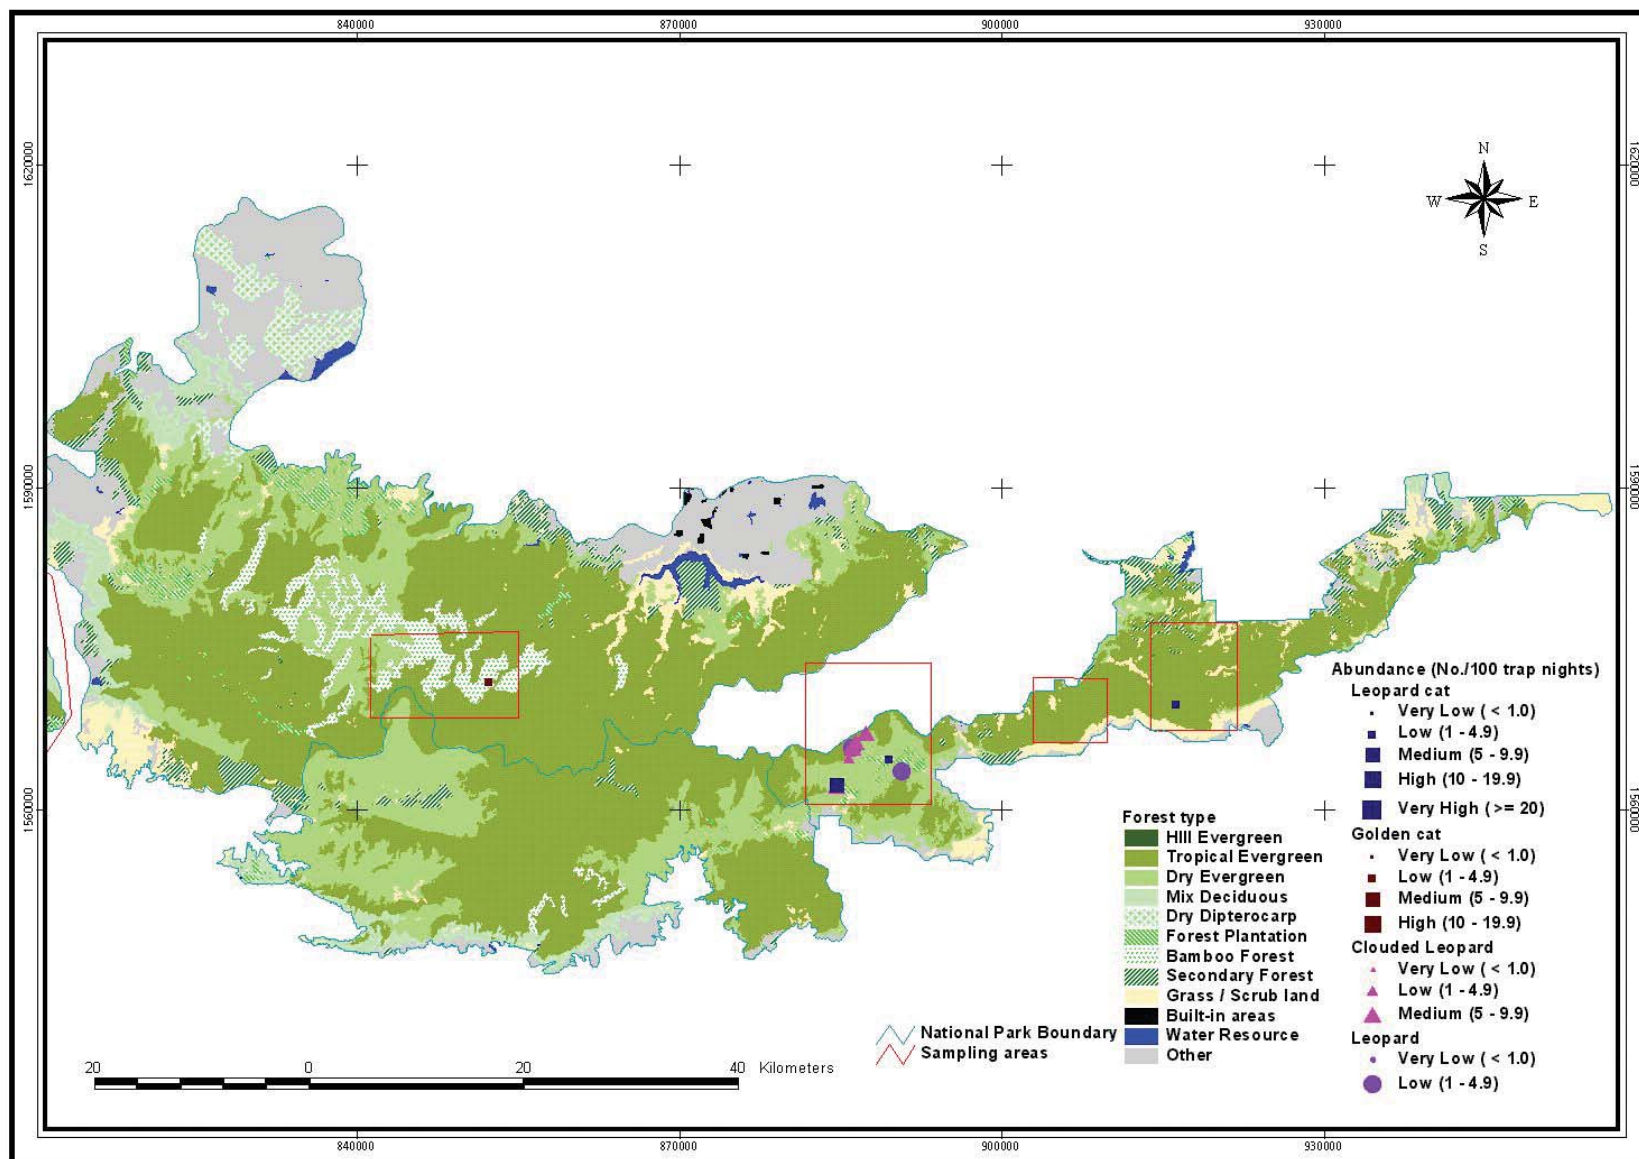 840000 870000 900000 930000
1620000 1620000
N
W E
S
1590000 1590000
Abundance (No./100 trap nights)
Leopard cat
Very Low ( < 1.0)
Low (1 - 4.9)
Medium (5 - 9.9)
High (10 - 19.9)
Very High (>= 20)
Golden cat
Very Low ( < 1.0)
Low (1 - 4.9)
Medium (5 - 9.9)
High (10 - 19.9)
Clouded Leopard
Very Low ( < 1.0)
Low (1 - 4.9)
Medium (5 - 9.9)
Leopard
Very Low ( < 1.0)
Low (1 - 4.9)
1560000 1560000
Forest type
Hill Evergreen
Tropical Evergreen
Dry Evergreen
Mix Deciduous
Dry Dipterocarp
Forest Plantation
Bamboo Forest
Secondary Forest
Grass / Scrub land
Built-in areas
Water Resource
Other
National Park Boundary
Sampling areas
20 0 20 40 Kilometers
840000 870000 900000 930000